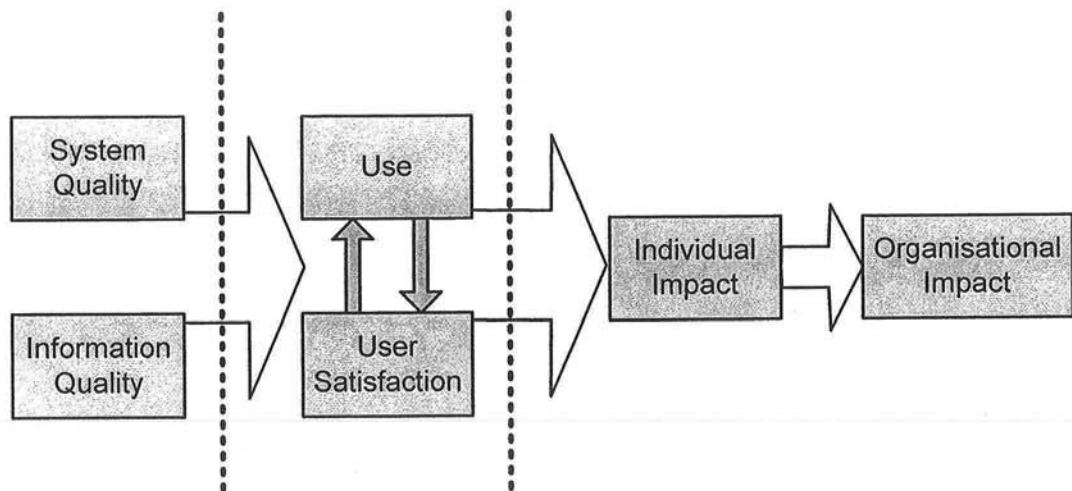 System
Quality
Use
Individual
Impact
Organisational
Impact
Information
Quality
User
Satisfaction